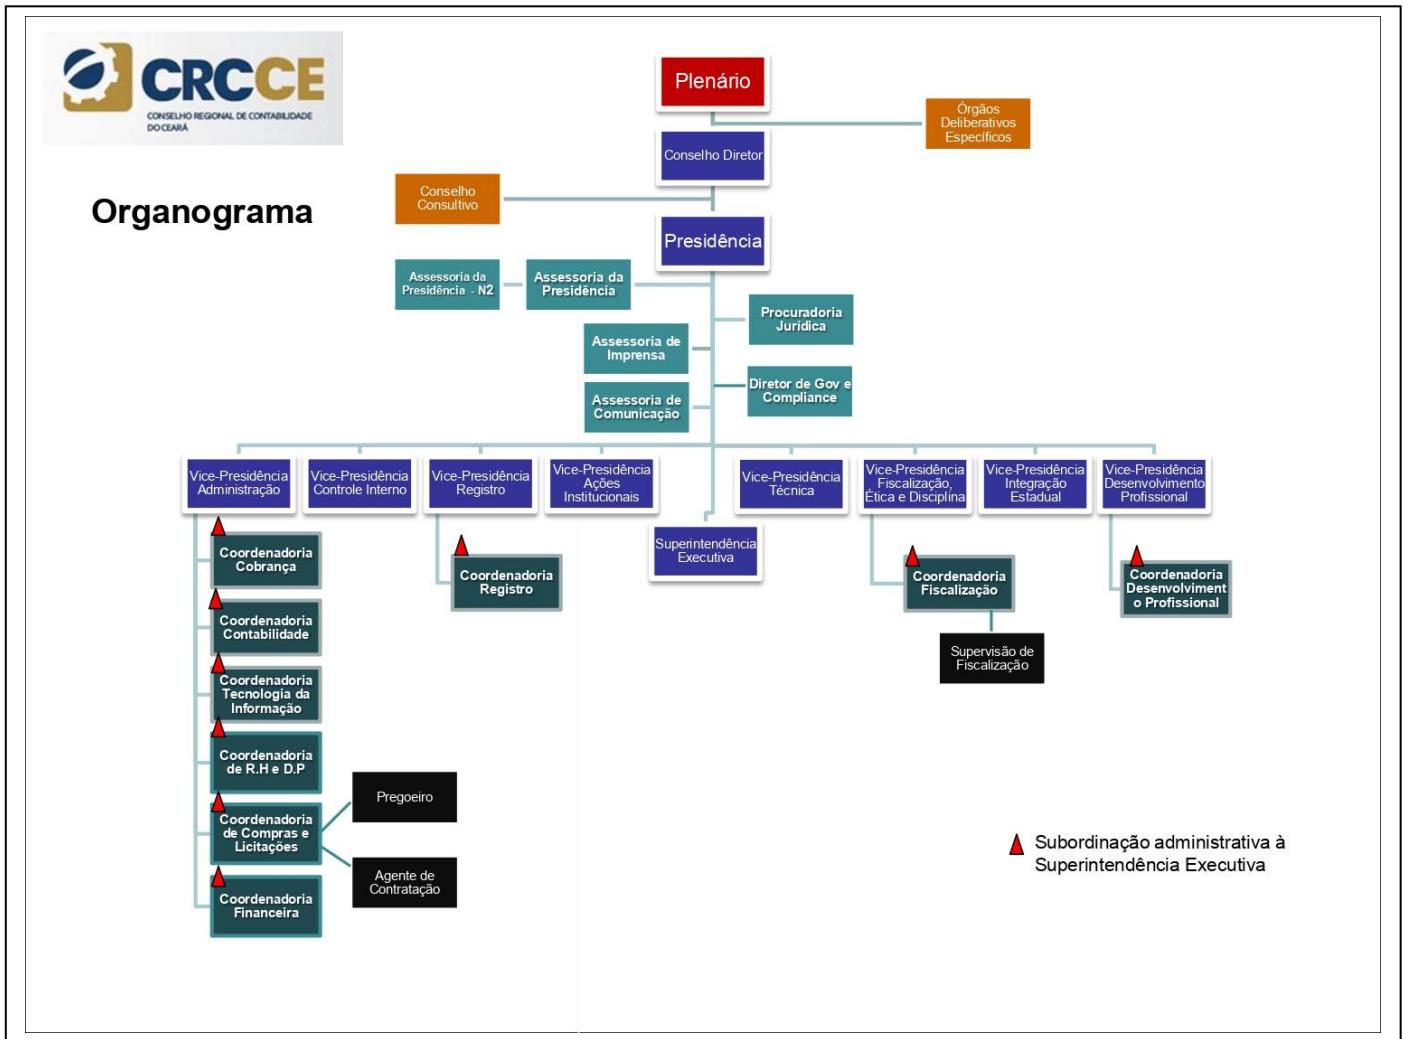 CRCCE
CONSELHO REGIONAL DE CONTABILIDADE
DO CEARÁ
Organograma
Plenário
Órgãos
Deliberativos
Específicos
Conselho Diretor
Conselho
Consultivo
Presidência
Assessoria da
Presidência - N2
Assessoria da
Presidência
Procuradoria
Jurídica
Assessoria de
Imprensa
Diretor de Gov e
Compliance
Assessoria de
Comunicação
Vice-Presidência
Administração
Vice-Presidência
Controle Interno
Vice-Presidência
Registro
Vice-Presidência
Ações
Institucionais
Vice-Presidência
Técnica
Vice-Presidência
Fiscalização,
Ética e Disciplina
Vice-Presidência
Integração
Estadual
Vice-Presidência
Desenvolvimento
Profissional
Superintendência
Executiva
Coordenadoria
Cobrança
Coordenadoria
Registro
Coordenadoria
Fiscalização
Coordenadoria
Desenvolviment
o Profissional
Coordenadoria
Contabilidade
Supervisão de
Fiscalização
Coordenadoria
Tecnologia da
Informação
Coordenadoria
de R.H e D.P
Coordenadoria
de Compras e
Licitações
Pregoeiro
Agente de
Contratação
Coordenadoria
Financeira
Subordinação administrativa à
Superintendência Executiva